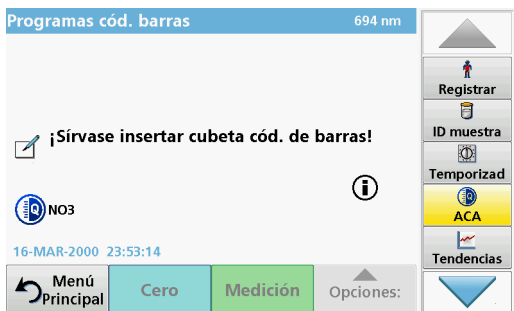 Programas cód. barras 694 nm
¡Sírvase insertar cubeta cód. de barras!
i
Q NO3
16-MAR-2000 23:53:14
Menú Principal
Cero
Medición
Opciones:
Registrar
ID muestra
Temporizad
Q
ACA
Tendencias